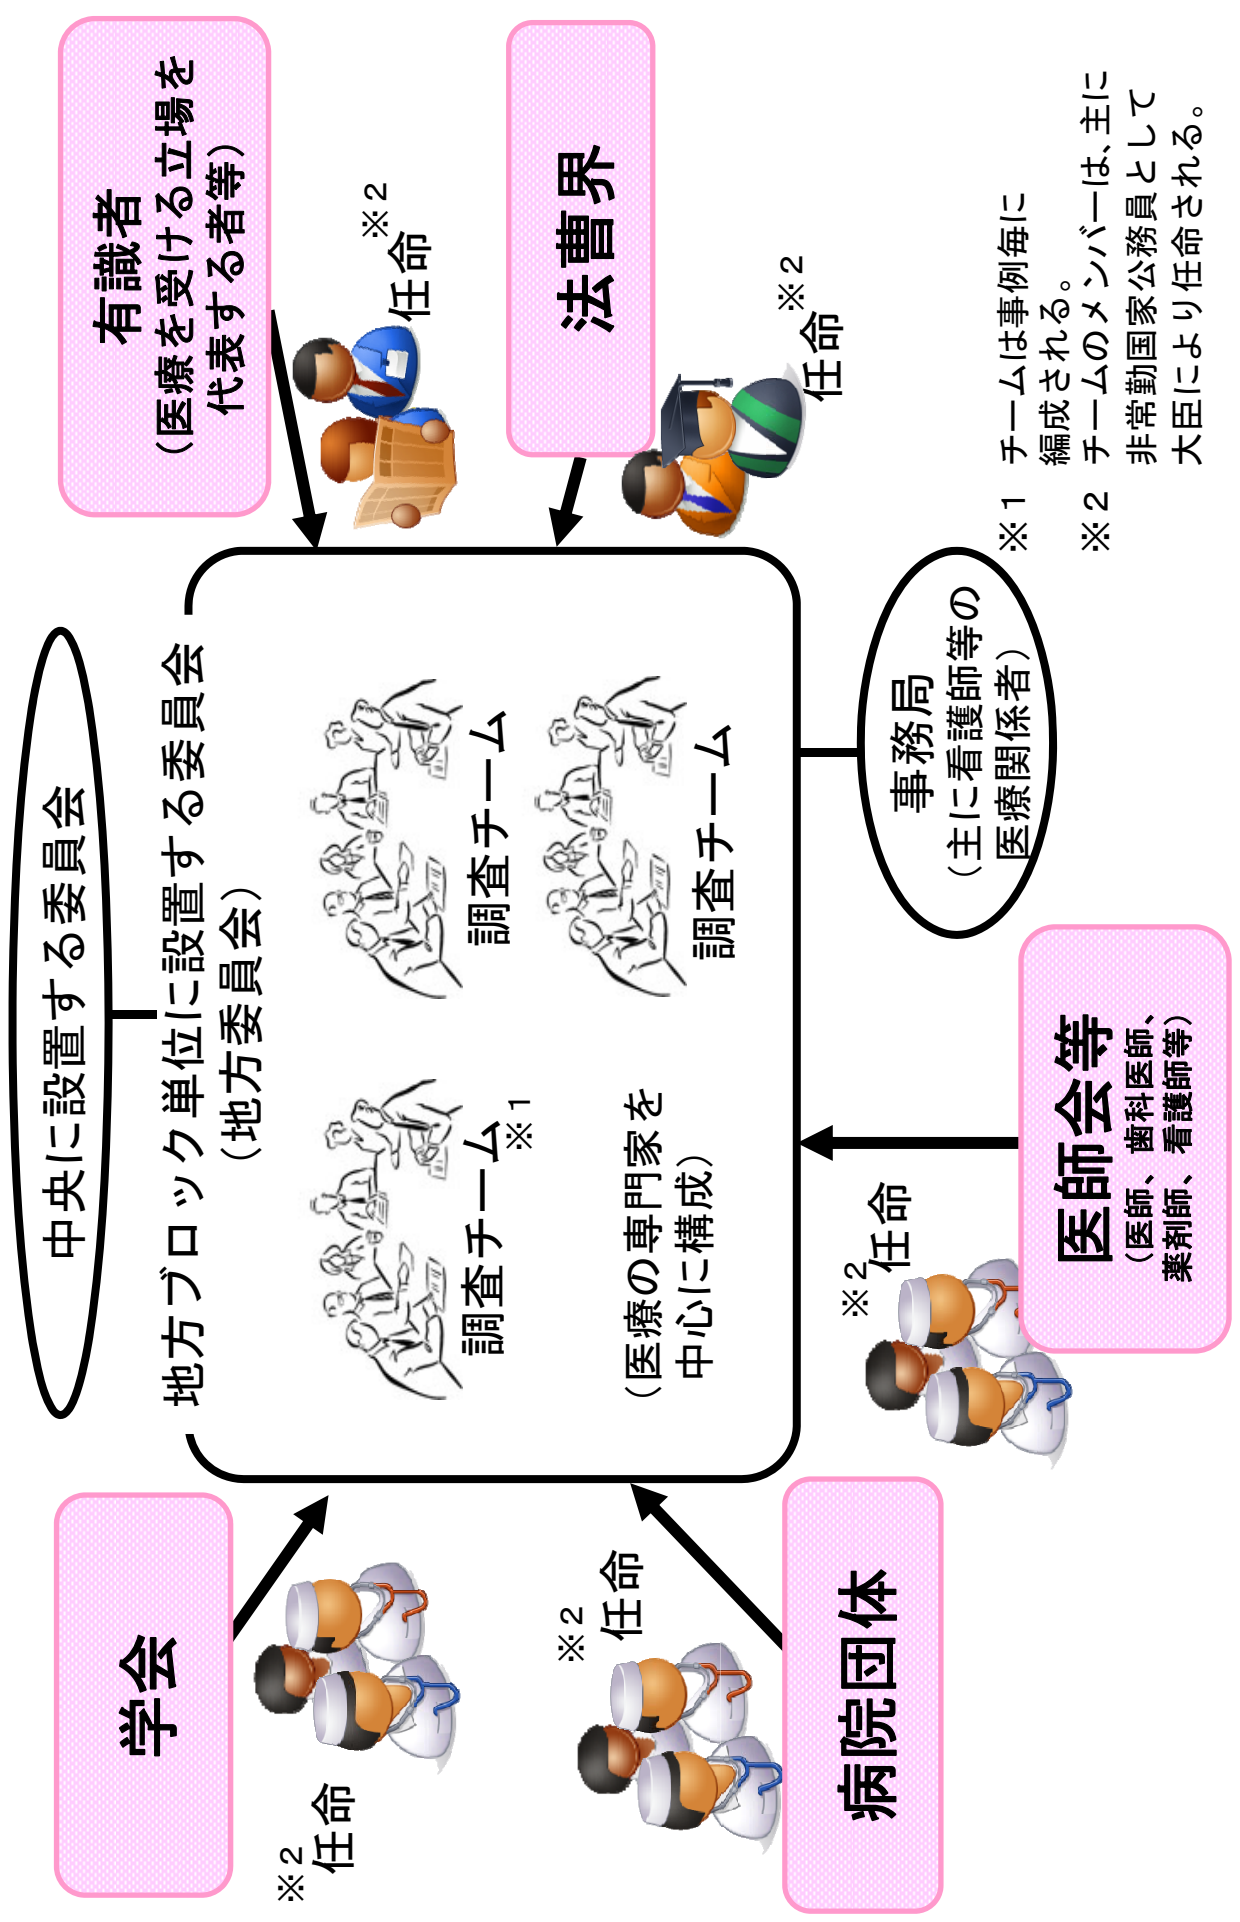 中央に設置する委員会
地方ブロック単位に設置する委員会
（地方委員会）
学会
※２
任命
有識者
（医療を受ける立場を
代表する者等）
※２
任命
調査チーム
※１
調査チーム
調査チーム
（医療の専門家を
中心に構成）
病院団体
※２
任命
法曹界
※２
任命
医師会等
（医師、歯科医師、
薬剤師、看護師等）
※２
任命
事務局
（主に看護師等の
医療関係者）
※１　チームは事例毎に
編成される。
※２　チームのメンバーは、主に
非常勤国家公務員として
大臣により任命される。